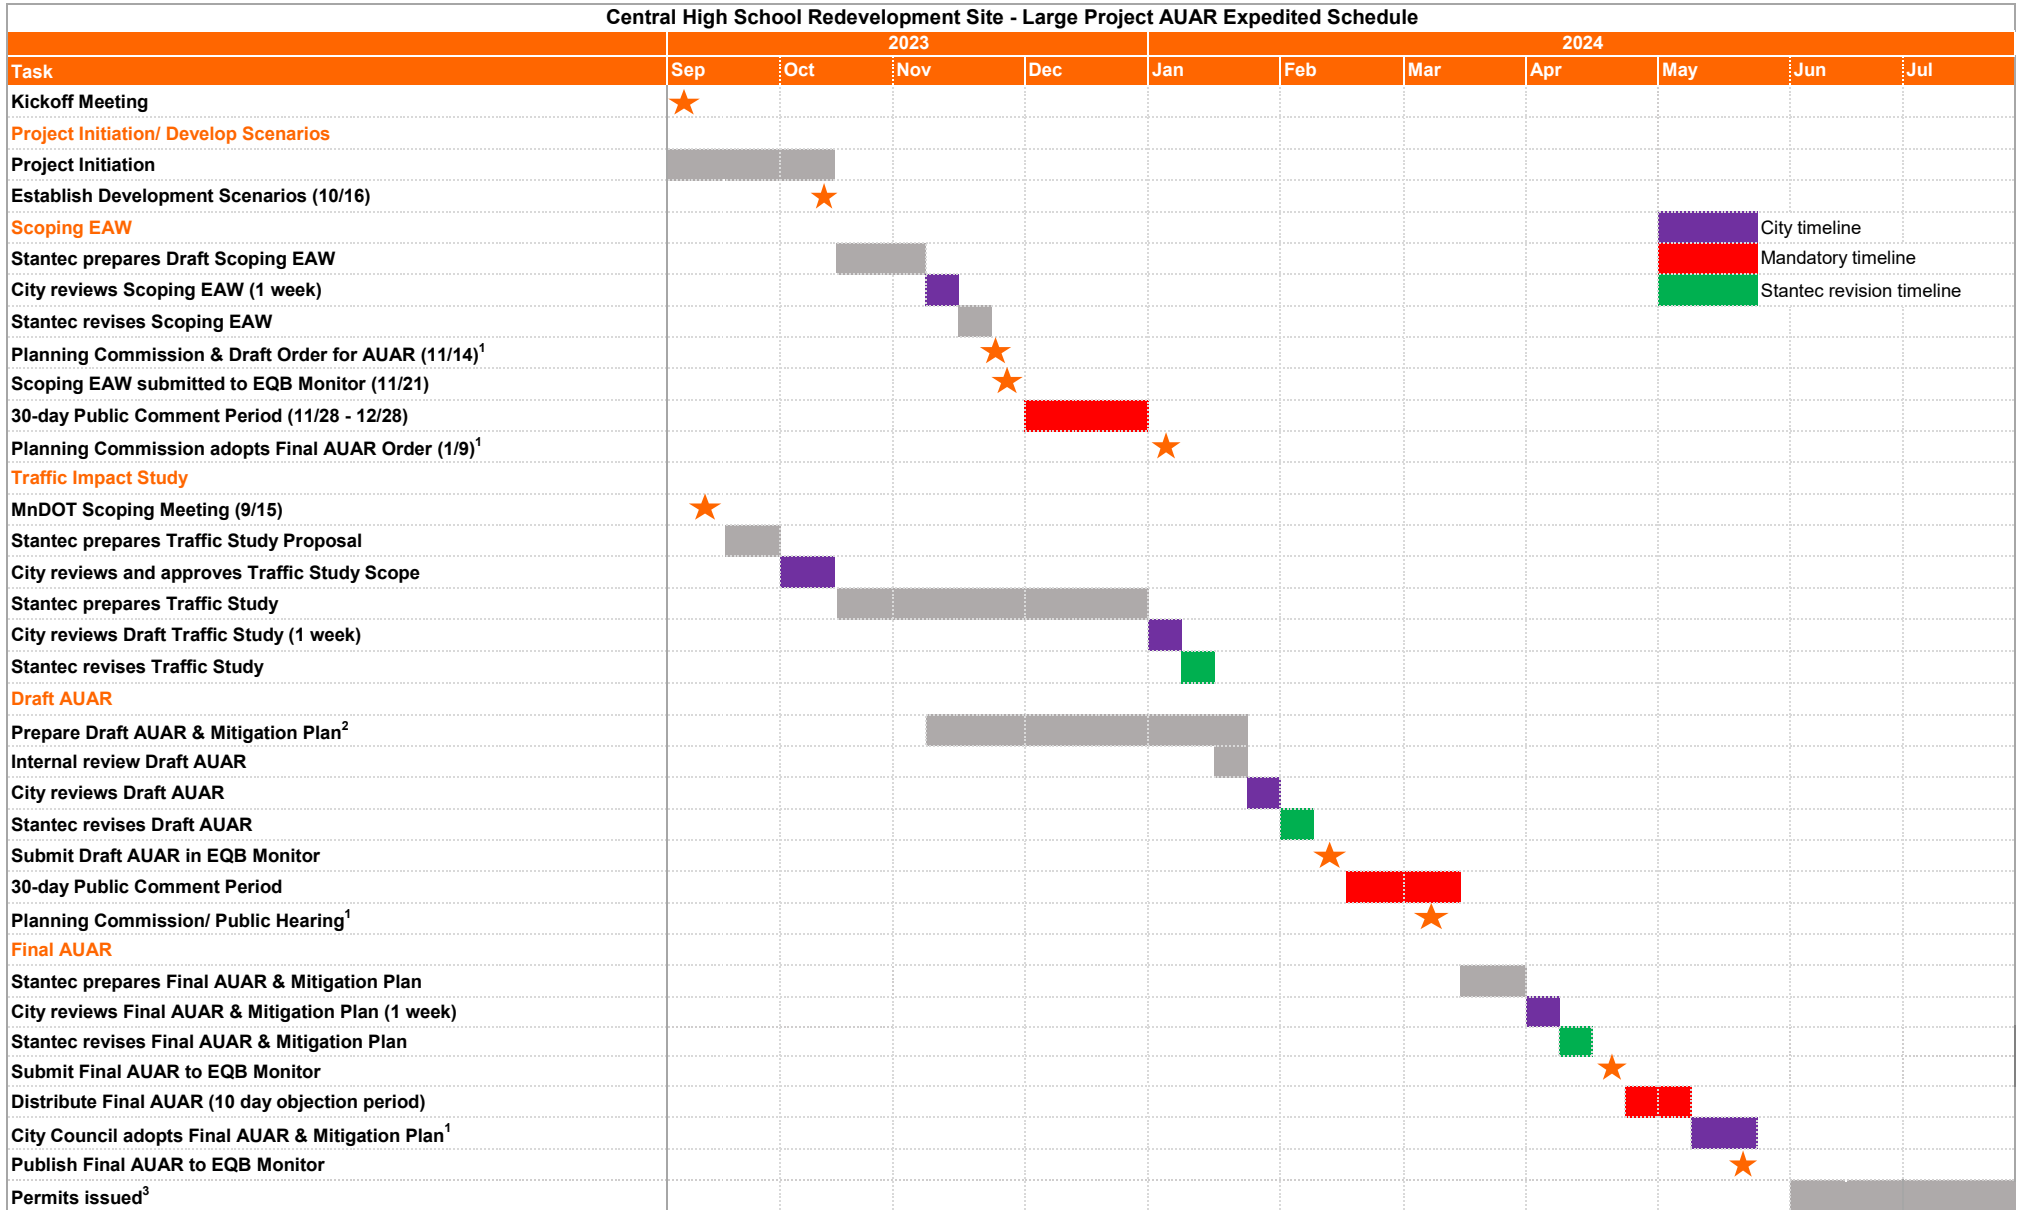 Central High School Redevelopment Site - Large Project AUAR Expedited Schedule
2023 2024
Task Sep Oct Nov Dec Jan Feb Mar Apr May Jun Jul
Kickoff Meeting
Project Initiation/ Develop Scenarios
Project Initiation
Establish Development Scenarios (10/16)
Scoping EAW City timeline
Stantec prepares Draft Scoping EAW Mandatory timeline
City reviews Scoping EAW (1 week) Stantec revision timeline
Stantec revises Scoping EAW
Planning Commission & Draft Order for AUAR (11/14)1
Scoping EAW submitted to EQB Monitor (11/21)
30-day Public Comment Period (11/28 - 12/28)
Planning Commission adopts Final AUAR Order (1/9)1
Traffic Impact Study
MnDOT Scoping Meeting (9/15)
Stantec prepares Traffic Study Proposal
City reviews and approves Traffic Study Scope
Stantec prepares Traffic Study
City reviews Draft Traffic Study (1 week)
Stantec revises Traffic Study
Draft AUAR
Prepare Draft AUAR & Mitigation Plan2
Internal review Draft AUAR
City reviews Draft AUAR
Stantec revises Draft AUAR
Submit Draft AUAR in EQB Monitor
30-day Public Comment Period
Planning Commission/ Public Hearing1
Final AUAR
Stantec prepares Final AUAR & Mitigation Plan
City reviews Final AUAR & Mitigation Plan (1 week)
Stantec revises Final AUAR & Mitigation Plan
Submit Final AUAR to EQB Monitor
Distribute Final AUAR (10 day objection period)
City Council adopts Final AUAR & Mitigation Plan1
Publish Final AUAR to EQB Monitor
Permits issued3